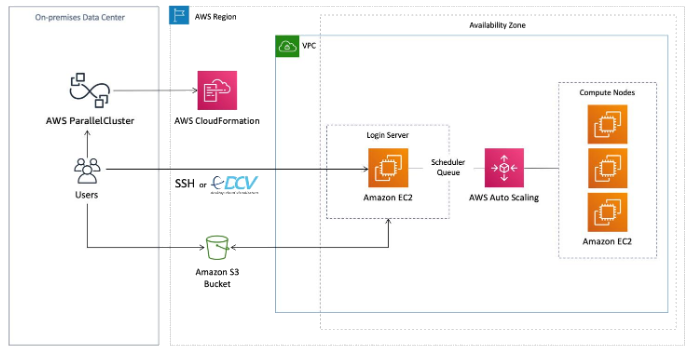 On-premises Data Center
AWS Region
Availability Zone
VPC
AWS ParallelCluster
AWS CloudFormation
Compute Nodes
Login Server
Scheduler
Queue
Users
SSH or DCV
Amazon EC2
AWS Auto Scaling
Amazon EC2
Amazon S3
Bucket